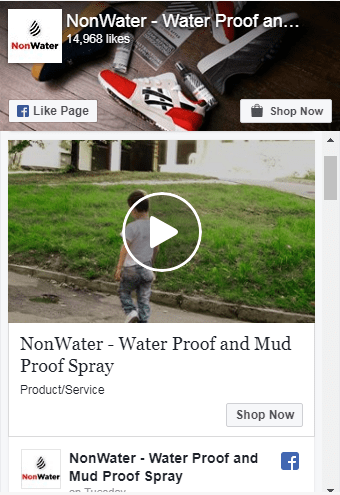 NonWater - Water Proof an...
NonWater
14,968 likes
Like Page
Shop Now
NonWater - Water Proof and Mud
Proof Spray
Product/Service
Shop Now
NonWater - Water Proof and
Mud Proof Spray
NonWater
on Tuesday